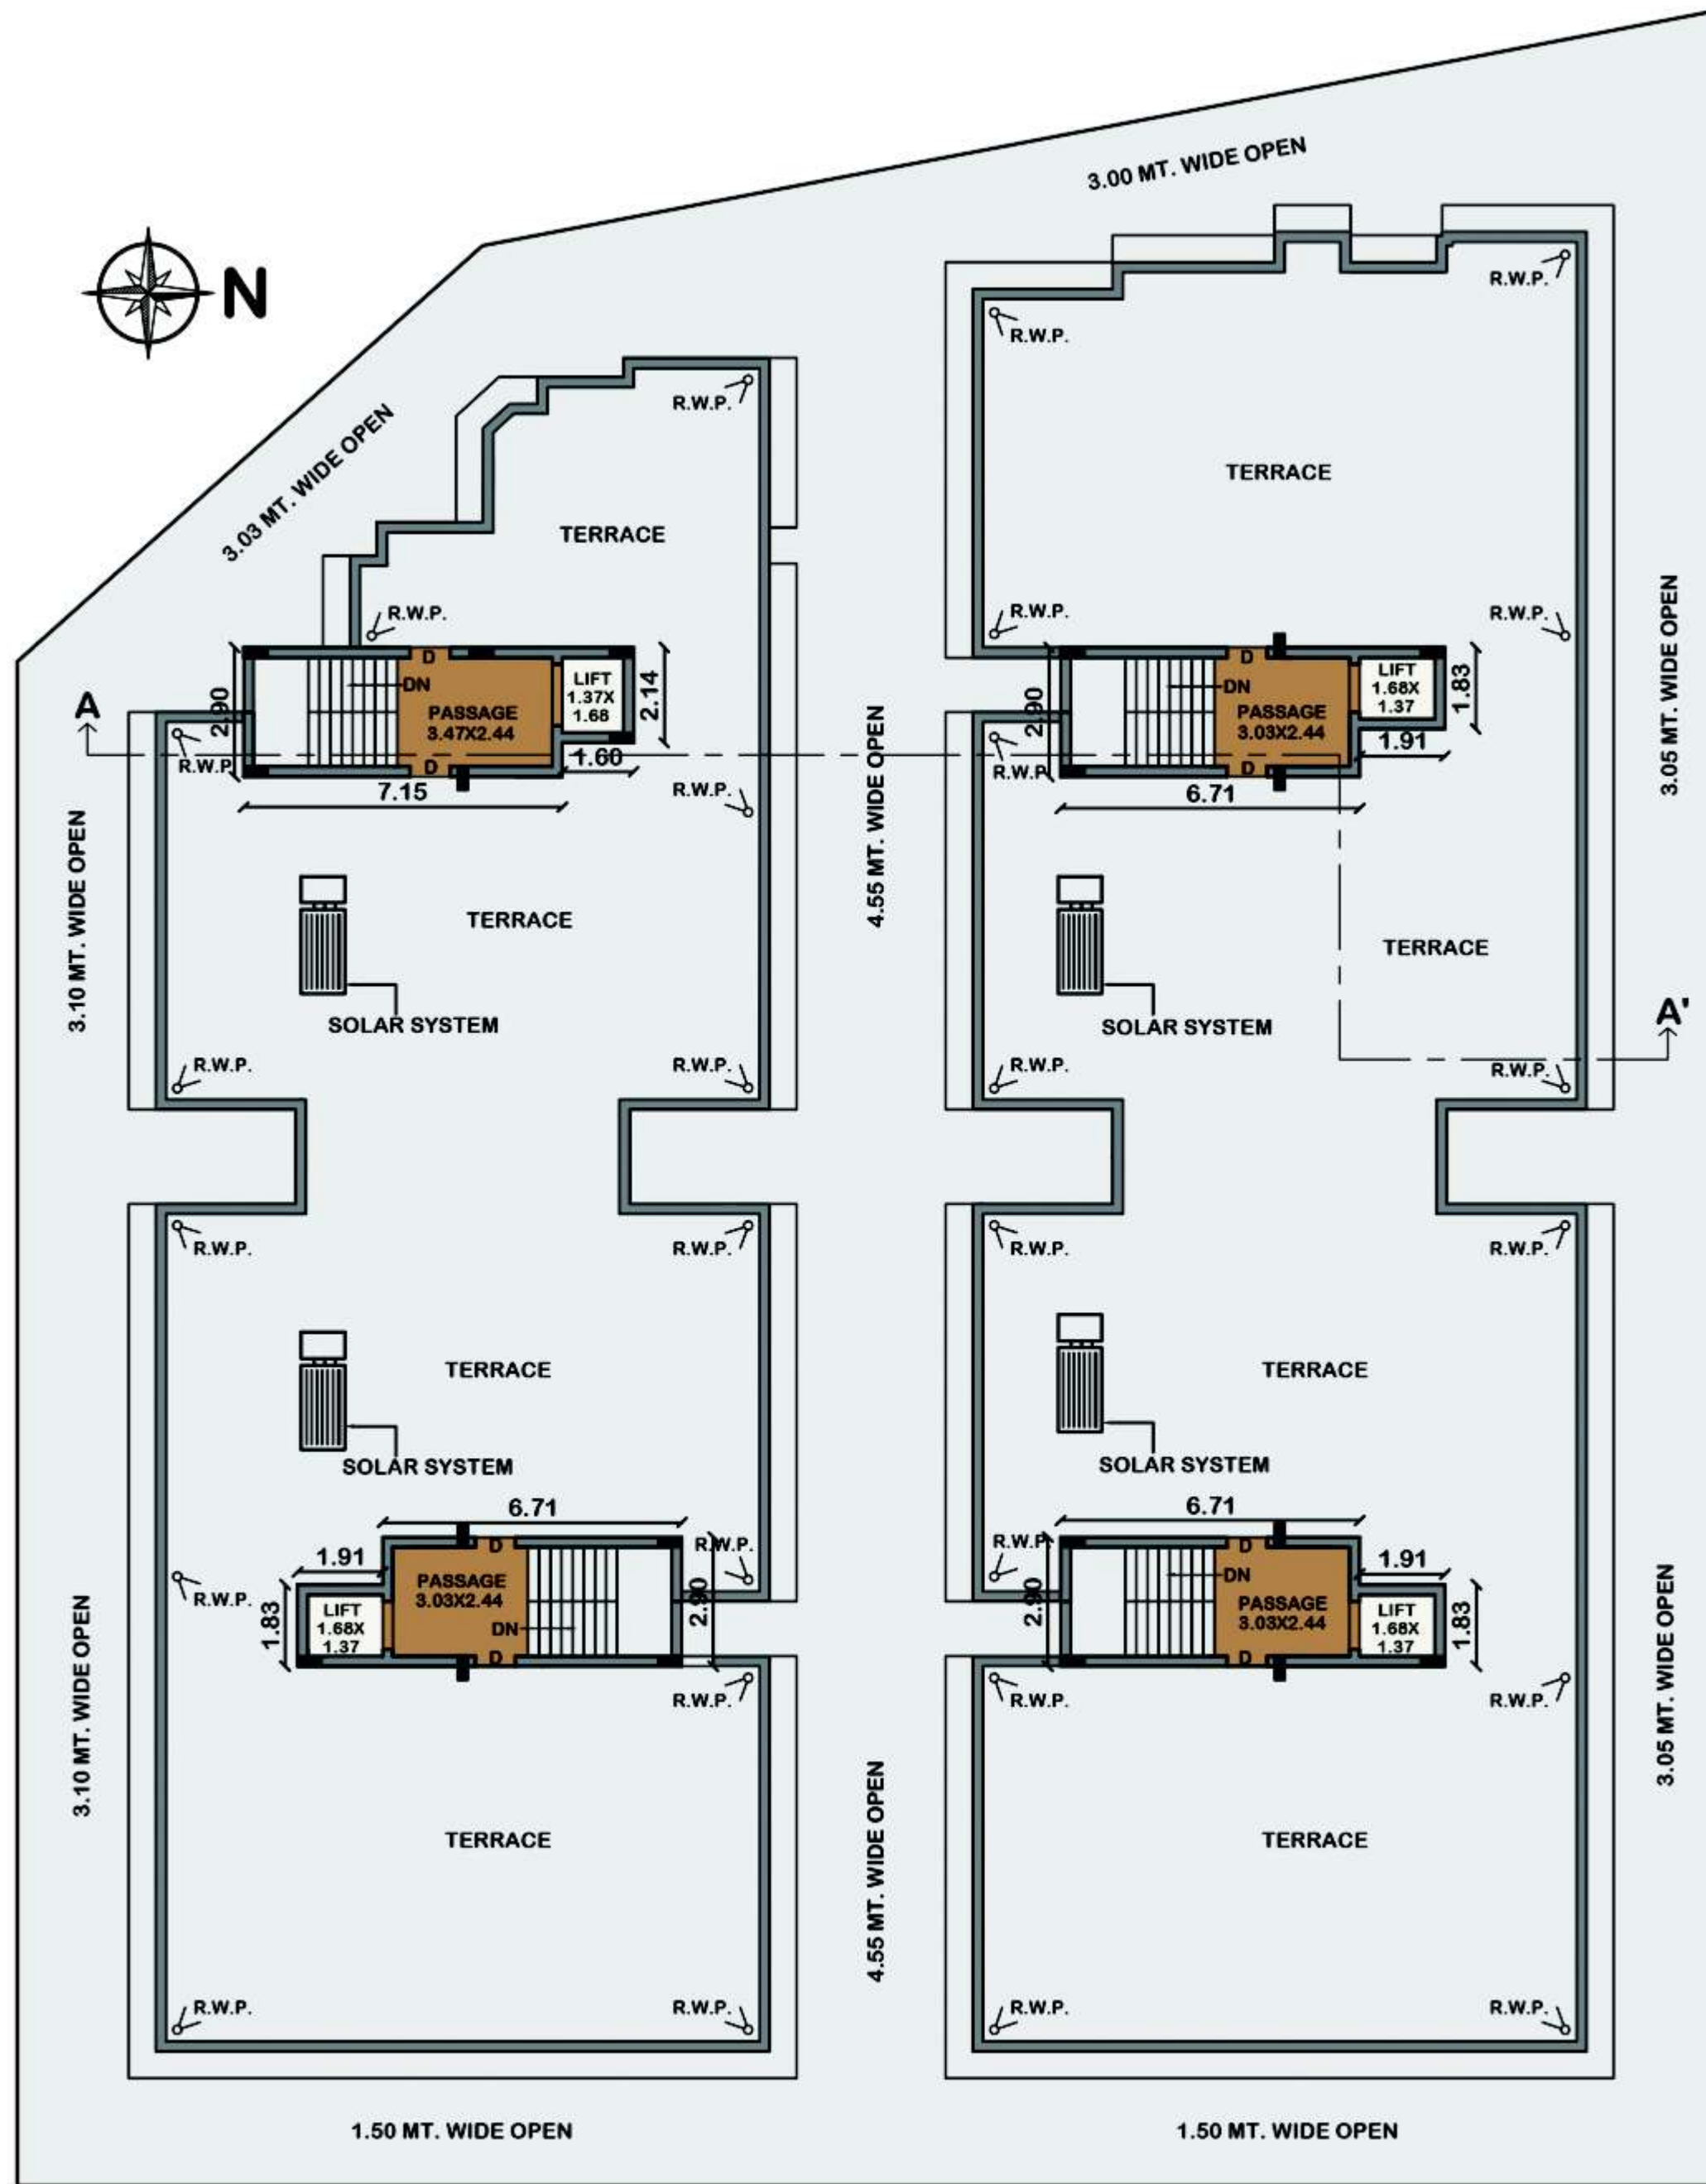 3.00 MT. WIDE OPEN
N
R.W.P.
R.W.P.
R.W.P.
3.03 MT. WIDE OPEN
TERRACE
TERRACE
R.W.P.
R.W.P.
R.W.P.
3.05 MT. WIDE OPEN
A
2.90
D
DN
PASSAGE
3.47X2.44
D
LIFT
1.37X
1.68
2.14
1.60
7.15
R.W.P.
R.W.P.
4.55 MT. WIDE OPEN
2.90
D
DN
PASSAGE
3.03X2.44
D
LIFT
1.68X
1.37
1.83
1.91
6.71
R.W.P.
3.10 MT. WIDE OPEN
TERRACE
SOLAR SYSTEM
TERRACE
SOLAR SYSTEM
A'
R.W.P.
R.W.P.
R.W.P.
R.W.P.
R.W.P.
R.W.P.
R.W.P.
R.W.P.
TERRACE
SOLAR SYSTEM
TERRACE
SOLAR SYSTEM
6.71
1.91
1.83
R.W.P.
D
PASSAGE
3.03X2.44
DN
D
LIFT
1.68X
1.37
R.W.P.
2.90
6.71
R.W.P.
2.90
D
DN
PASSAGE
3.03X2.44
D
LIFT
1.68X
1.37
1.91
1.83
3.10 MT. WIDE OPEN
3.05 MT. WIDE OPEN
R.W.P.
R.W.P.
R.W.P.
TERRACE
4.55 MT. WIDE OPEN
TERRACE
R.W.P.
R.W.P.
R.W.P.
R.W.P.
1.50 MT. WIDE OPEN
1.50 MT. WIDE OPEN